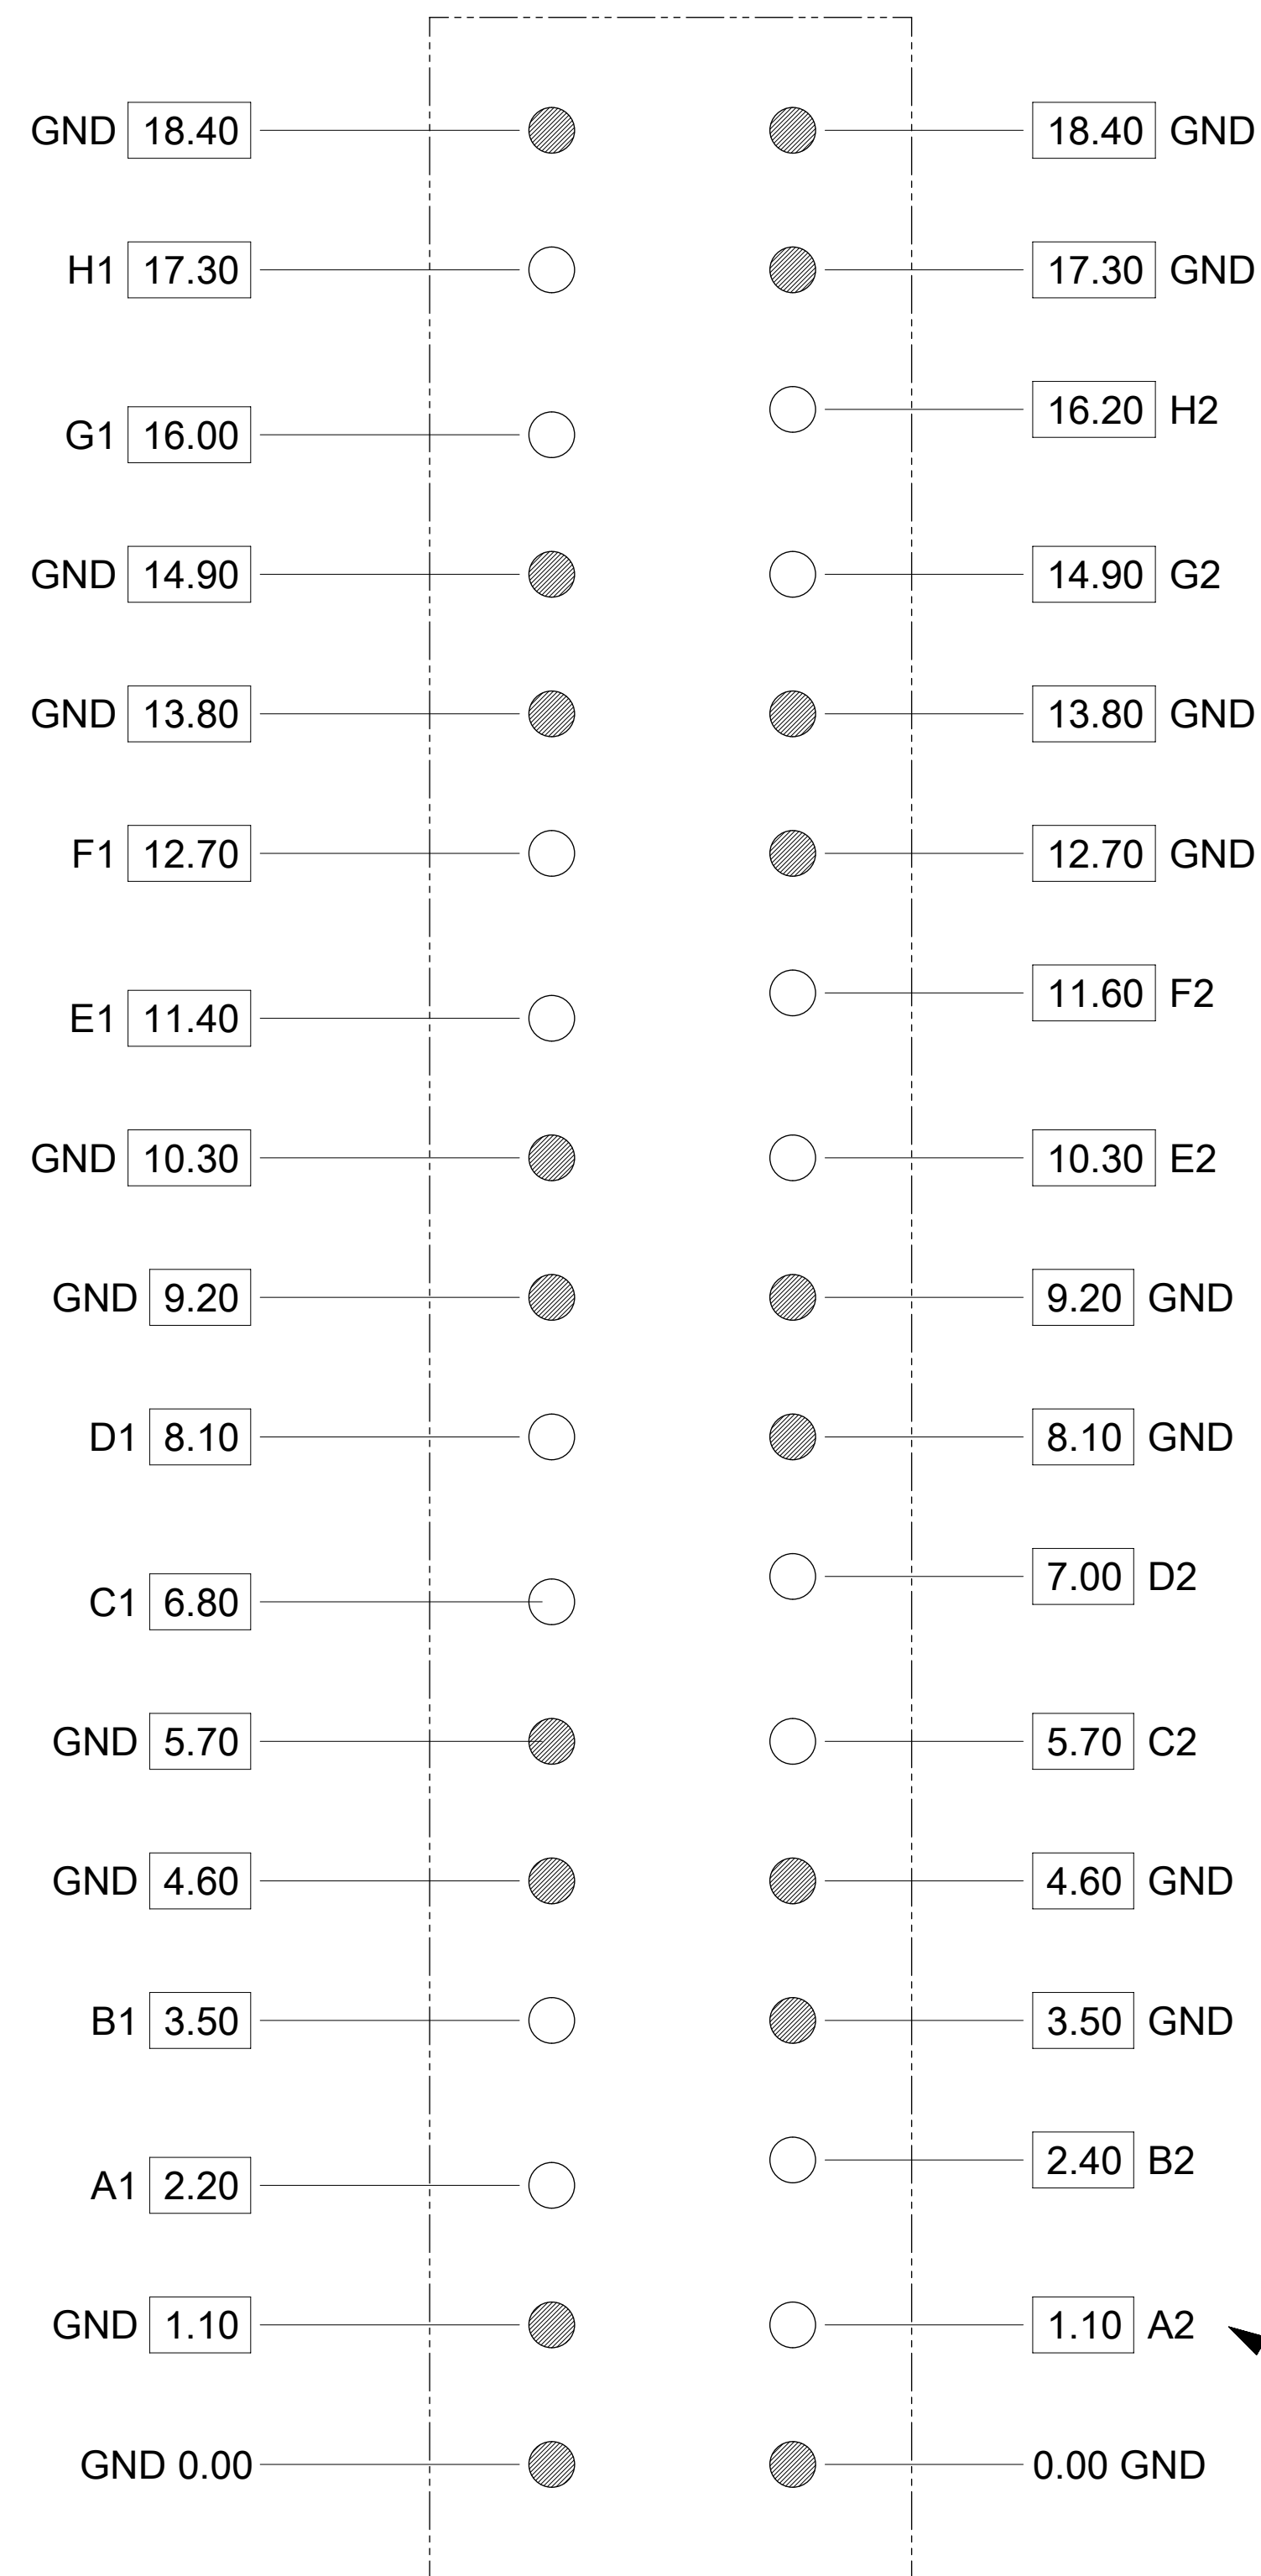 GND 18.40 18.40 GND
H1 17.30 17.30 GND
16.20 H2
G1 16.00
GND 14.90 14.90 G2
GND 13.80 13.80 GND
F1 12.70 12.70 GND
11.60 F2
E1 11.40
GND 10.30 10.30 E2
GND 9.20 9.20 GND
D1 8.10 8.10 GND
7.00 D2
C1 6.80
GND 5.70 5.70 C2
GND 4.60 4.60 GND
B1 3.50 3.50 GND
2.40 B2
A1 2.20
GND 1.10 1.10 A2
GND 0.00 0.00 GND